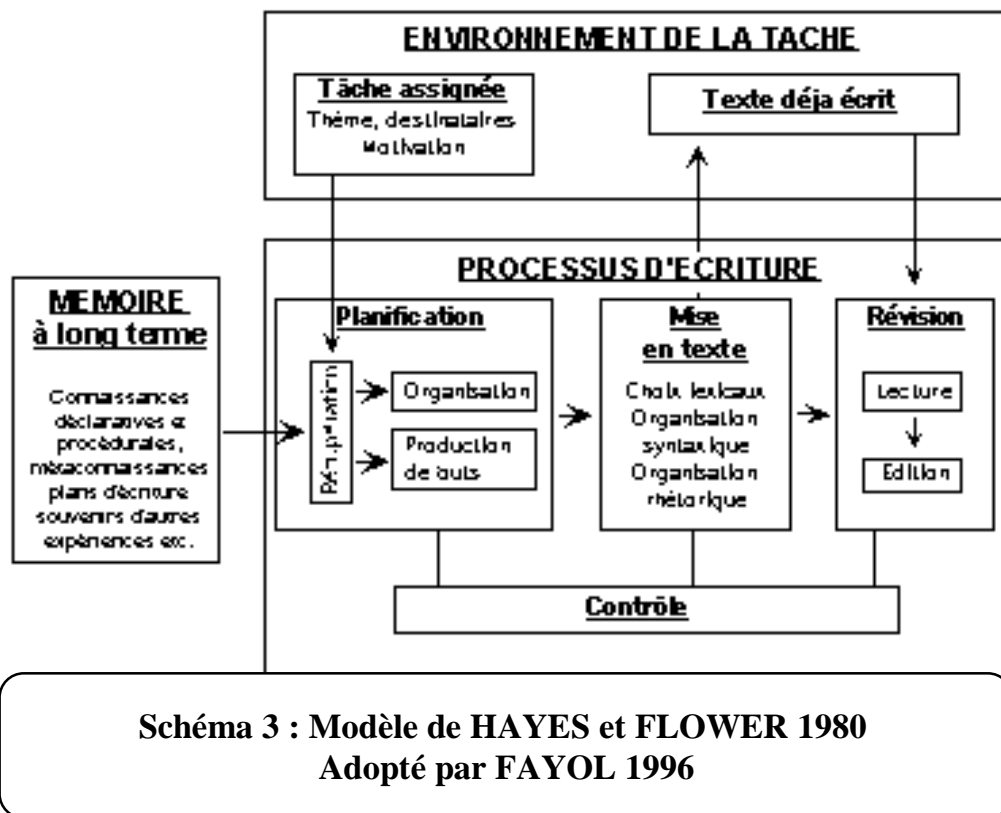 ENVIRONNEMENT DE LA TACHE
Tâche assignée
Thème, destinataires
Motivation
Texte déja écrit
PROCESSUS D'ECRITURE
MEMOIRE
à long terme
Connaissances
déclaratives et
procédurales,
métaconnaissances
plans d'écriture
souvenirs d'autres
expériences etc.
Planification
Organisation
Production
de buts
Mise
en texte
Choix lexicaux
Organisation
syntaxique
Organisation
rhétorique
Révision
Lecture
Edition
Contrôle
Schéma 3 : Modèle de HAYES et FLOWER 1980
Adopté par FAYOL 1996